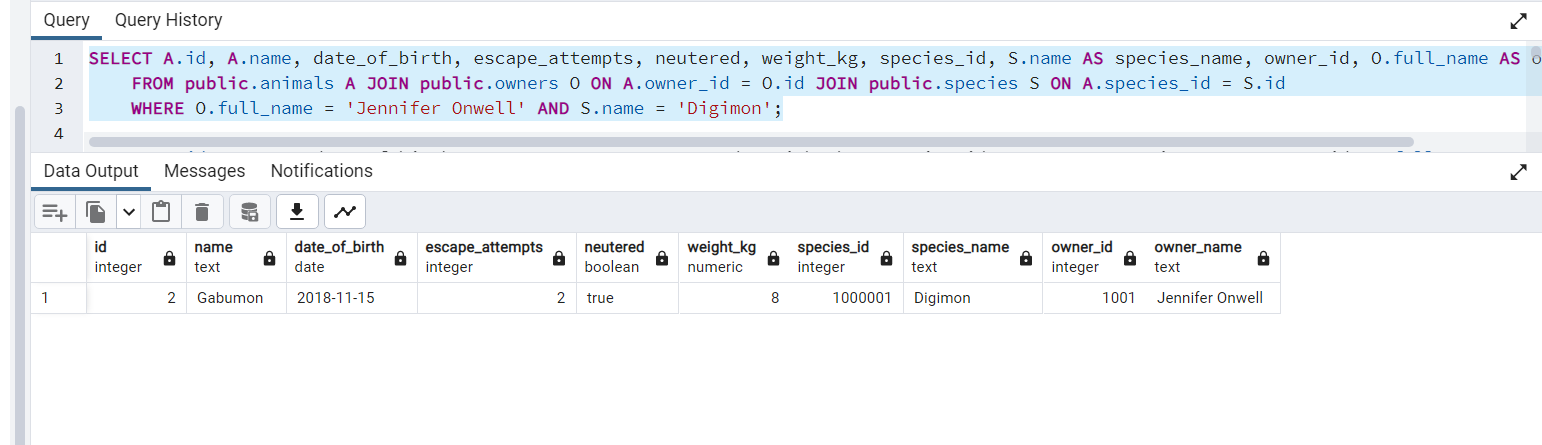 Query Query History
1 SELECT A.id, A.name, date_of_birth, escape_attempts, neutered, weight_kg, species_id, S.name AS species_name, owner_id, O.full_name AS
2 FROM public.animals A JOIN public.owners O ON A.owner_id = O.id JOIN public.species S ON A.species_id = S.id
3 WHERE O.full_name = 'Jennifer Onwell' AND S.name = 'Digimon';
4
Data Output Messages Notifications
id name date_of_birth escape_attempts neutered weight_kg species_id species_name owner_id owner_name
integer text date integer boolean numeric integer text integer text
1 2 Gabumon 2018-11-15 2 true 8 1000001 Digimon 1001 Jennifer Onwell